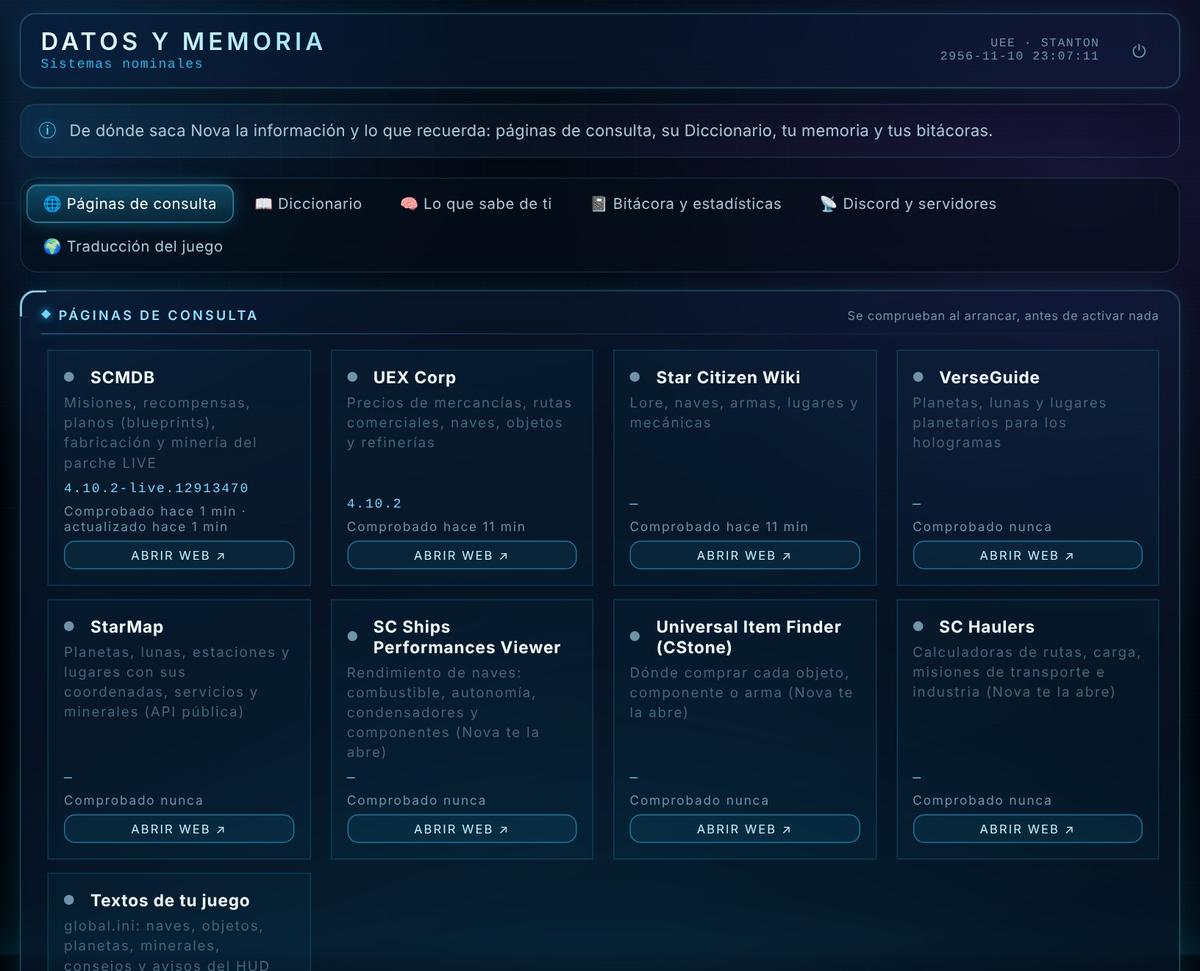 DATOS Y MEMORIA
Sistemas nominales
UEE · STANTON
2956-11-10 23:07:11
De dónde saca Nova la información y lo que recuerda: páginas de consulta, su Diccionario, tu memoria y tus bitácoras.
Páginas de consulta
Diccionario
Lo que sabe de ti
Bitácora y estadísticas
Discord y servidores
Traducción del juego
PÁGINAS DE CONSULTA
Se comprueban al arrancar, antes de activar nada
SCMDB
Misiones, recompensas,
planos (blueprints),
fabricación y minería del
parche LIVE
4.10.2-live.12913470
Comprobado hace 1 min ·
actualizado hace 1 min
ABRIR WEB ↗
UEX Corp
Precios de mercancías, rutas
comerciales, naves, objetos
y refinerías
4.10.2
Comprobado hace 11 min
ABRIR WEB ↗
Star Citizen Wiki
Lore, naves, armas, lugares y
mecánicas
—
Comprobado hace 11 min
ABRIR WEB ↗
VerseGuide
Planetas, lunas y lugares
planetarios para los
hologramas
—
Comprobado nunca
ABRIR WEB ↗
StarMap
Planetas, lunas, estaciones y
lugares con sus
coordenadas, servicios y
minerales (API pública)
—
Comprobado nunca
ABRIR WEB ↗
SC Ships
Performances Viewer
Rendimiento de naves:
combustible, autonomía,
condensadores y
componentes (Nova te la
abre)
—
Comprobado nunca
ABRIR WEB ↗
Universal Item Finder
(CStone)
Dónde comprar cada objeto,
componente o arma (Nova te
la abre)
—
Comprobado nunca
ABRIR WEB ↗
SC Haulers
Calculadoras de rutas, carga,
misiones de transporte e
industria (Nova te la abre)
—
Comprobado nunca
ABRIR WEB ↗
Textos de tu juego
global.ini: naves, objetos,
planetas, minerales,
consejos y avisos del HUD